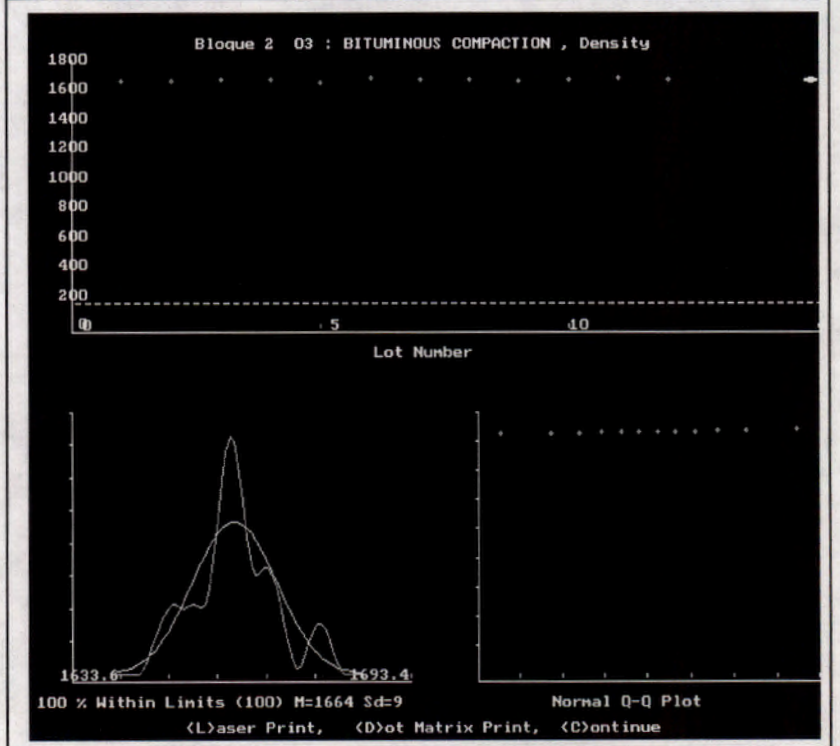 Bloque 2 03 : BITUMINOUS COMPACTION , Density
1800
1600
1400
1200
1000
800
600
400
200
0
0 5 10
Lot Number
1633.6 1693.4
100 % Within Limits (100) M=1664 Sd=9
Normal Q-Q Plot
<L>aser Print, <D>ot Matrix Print, <C>ontinue